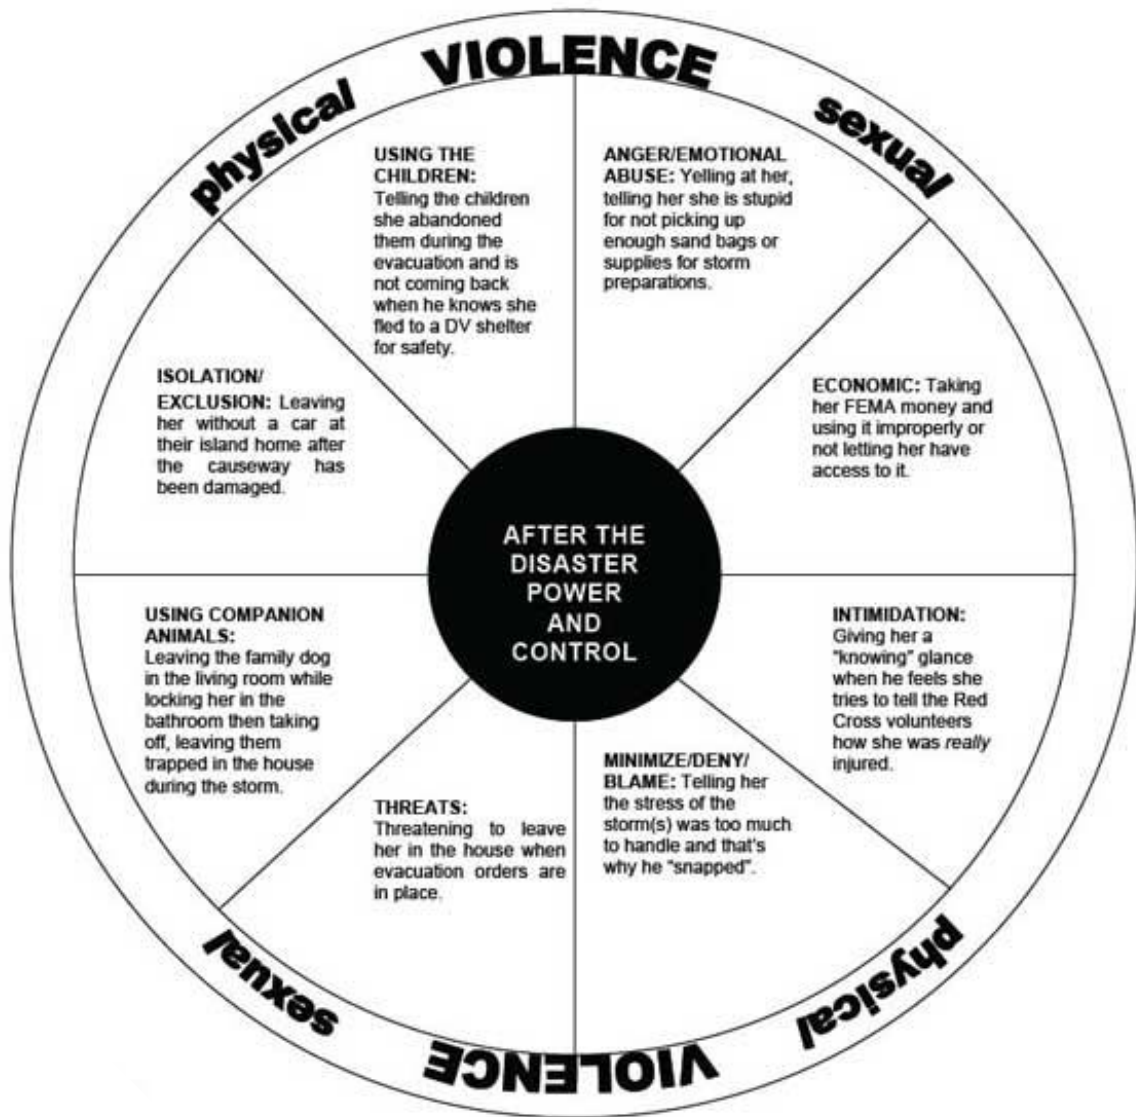 physical VIOLENCE sexual
USING THE
CHILDREN:
Telling the children
she abandoned
them during the
evacuation and is
not coming back
when he knows she
fled to a DV shelter
for safety.
ANGER/EMOTIONAL
ABUSE: Yelling at her,
telling her she is stupid
for not picking up
enough sand bags or
supplies for storm
preparations.
ISOLATION/
EXCLUSION: Leaving
her without a car at
their island home after
the causeway has
been damaged.
ECONOMIC: Taking
her FEMA money and
using it improperly or
not letting her have
access to it.
AFTER THE
DISASTER
POWER
AND
CONTROL
USING COMPANION
ANIMALS:
Leaving the family dog
in the living room while
locking her in the
bathroom then taking
off, leaving them
trapped in the house
during the storm.
INTIMIDATION:
Giving her a
"knowing" glance
when he feels she
tries to tell the Red
Cross volunteers
how she was really
injured.
THREATS:
Threatening to leave
her in the house when
evacuation orders are
in place.
MINIMIZE/DENY/
BLAME: Telling her
the stress of the
storm(s) was too much
to handle and that's
why he "snapped".
physical VIOLENCE sexual